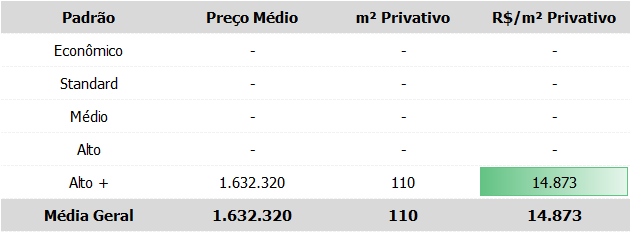 Padrão Preço Médio m² Privativo R$/m² Privativo
Econômico - - -
Standard - - -
Médio - - -
Alto - - -
Alto + 1.632.320 110 14.873
Média Geral 1.632.320 110 14.873